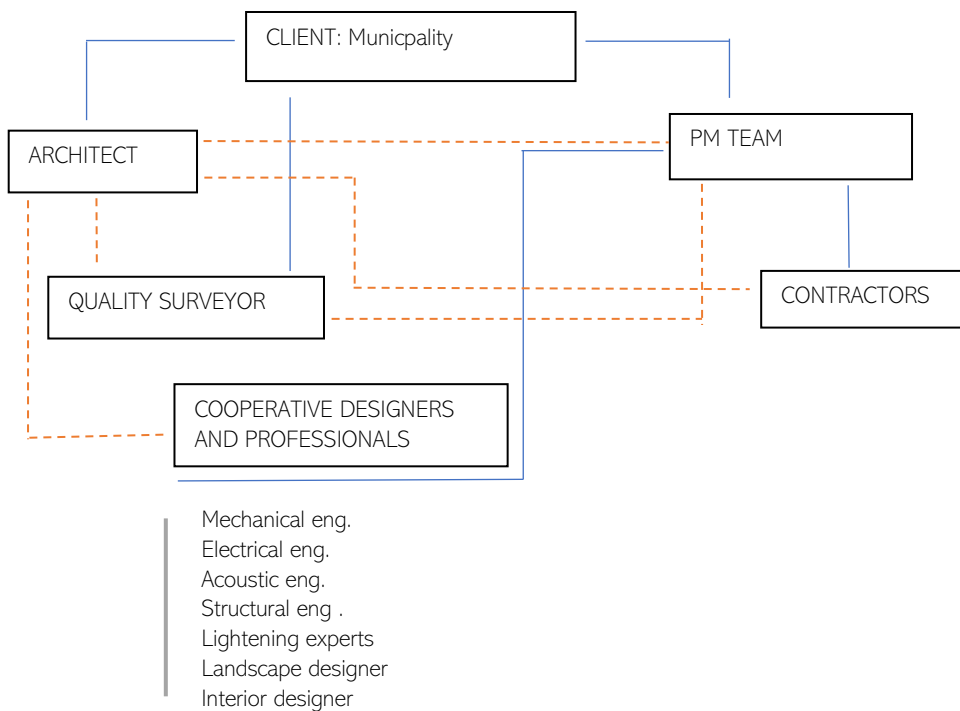 CLIENT: Municpality
ARCHITECT
PM TEAM
QUALITY SURVEYOR
CONTRACTORS
COOPERATIVE DESIGNERS
AND PROFESSIONALS
Mechanical eng.
Electrical eng.
Acoustic eng.
Structural eng .
Lightening experts
Landscape designer
Interior designer